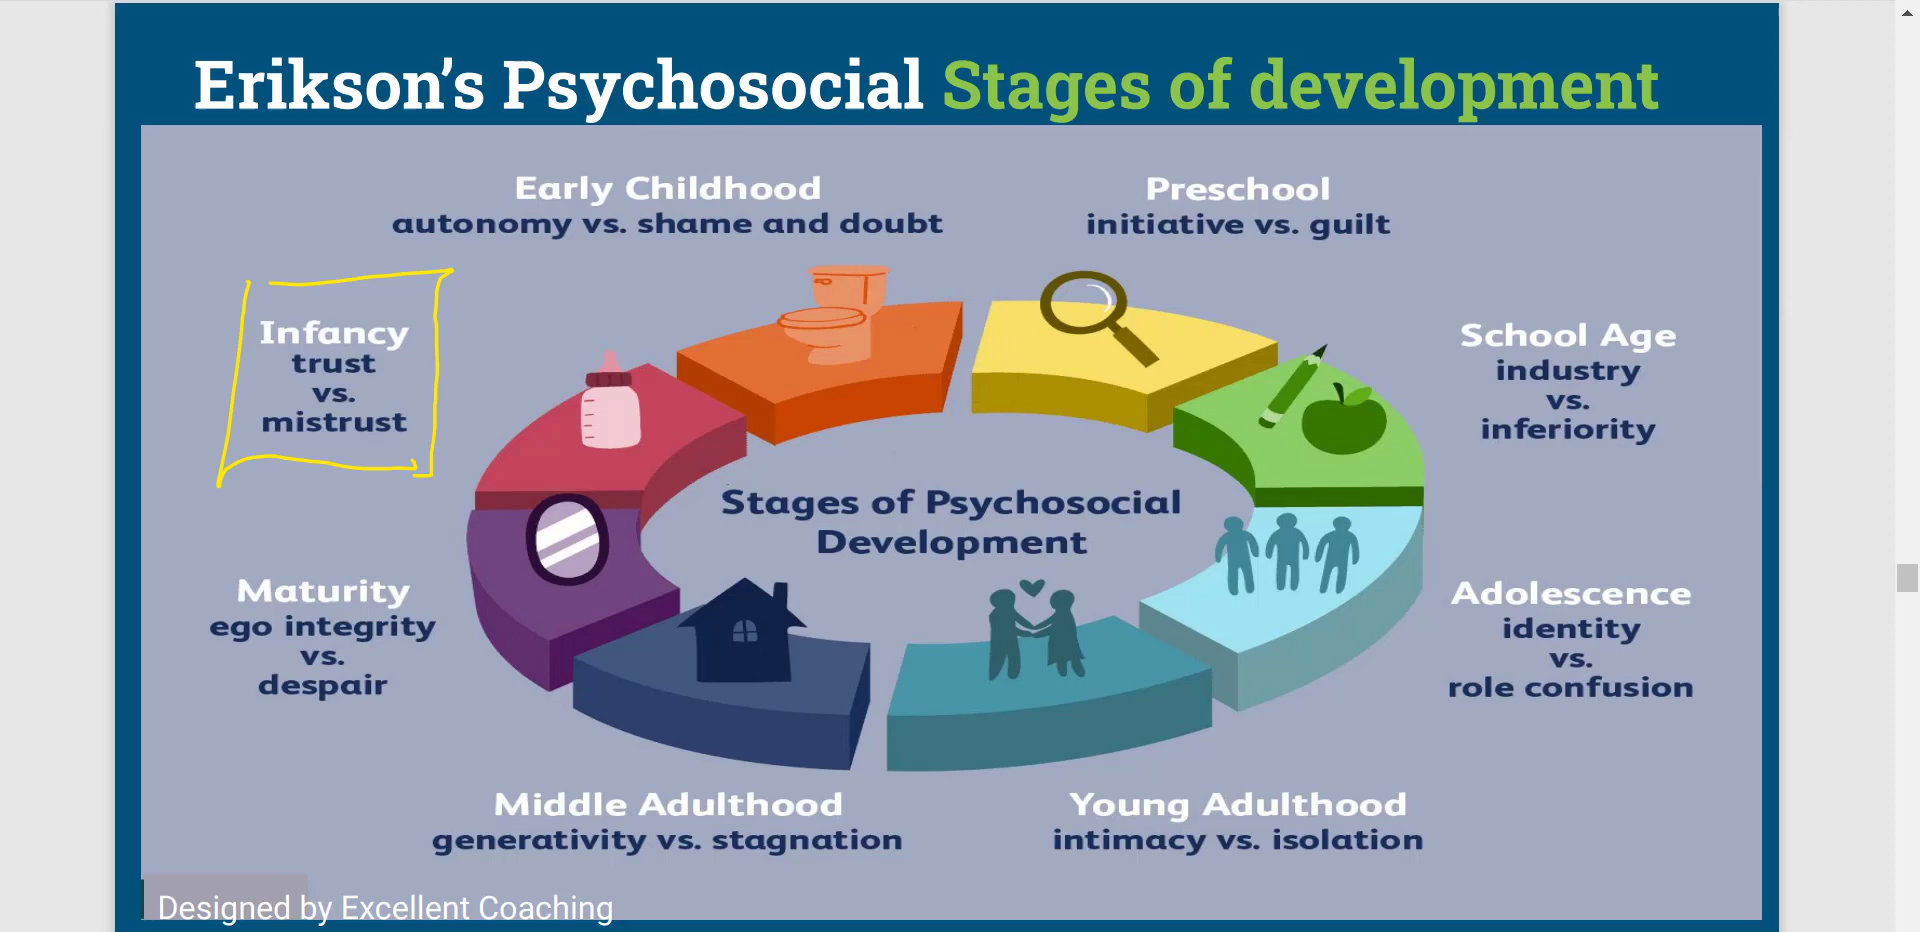 Erikson's Psychosocial Stages of development
Early Childhood
autonomy vs. shame and doubt
Preschool
initiative vs. guilt
Infancy
trust
vs.
mistrust
School Age
industry
vs.
inferiority
Stages of Psychosocial
Development
Maturity
ego integrity
vs.
despair
Adolescence
identity
vs.
role confusion
Middle Adulthood
generativity vs. stagnation
Young Adulthood
intimacy vs. isolation
Designed by Excellent Coaching